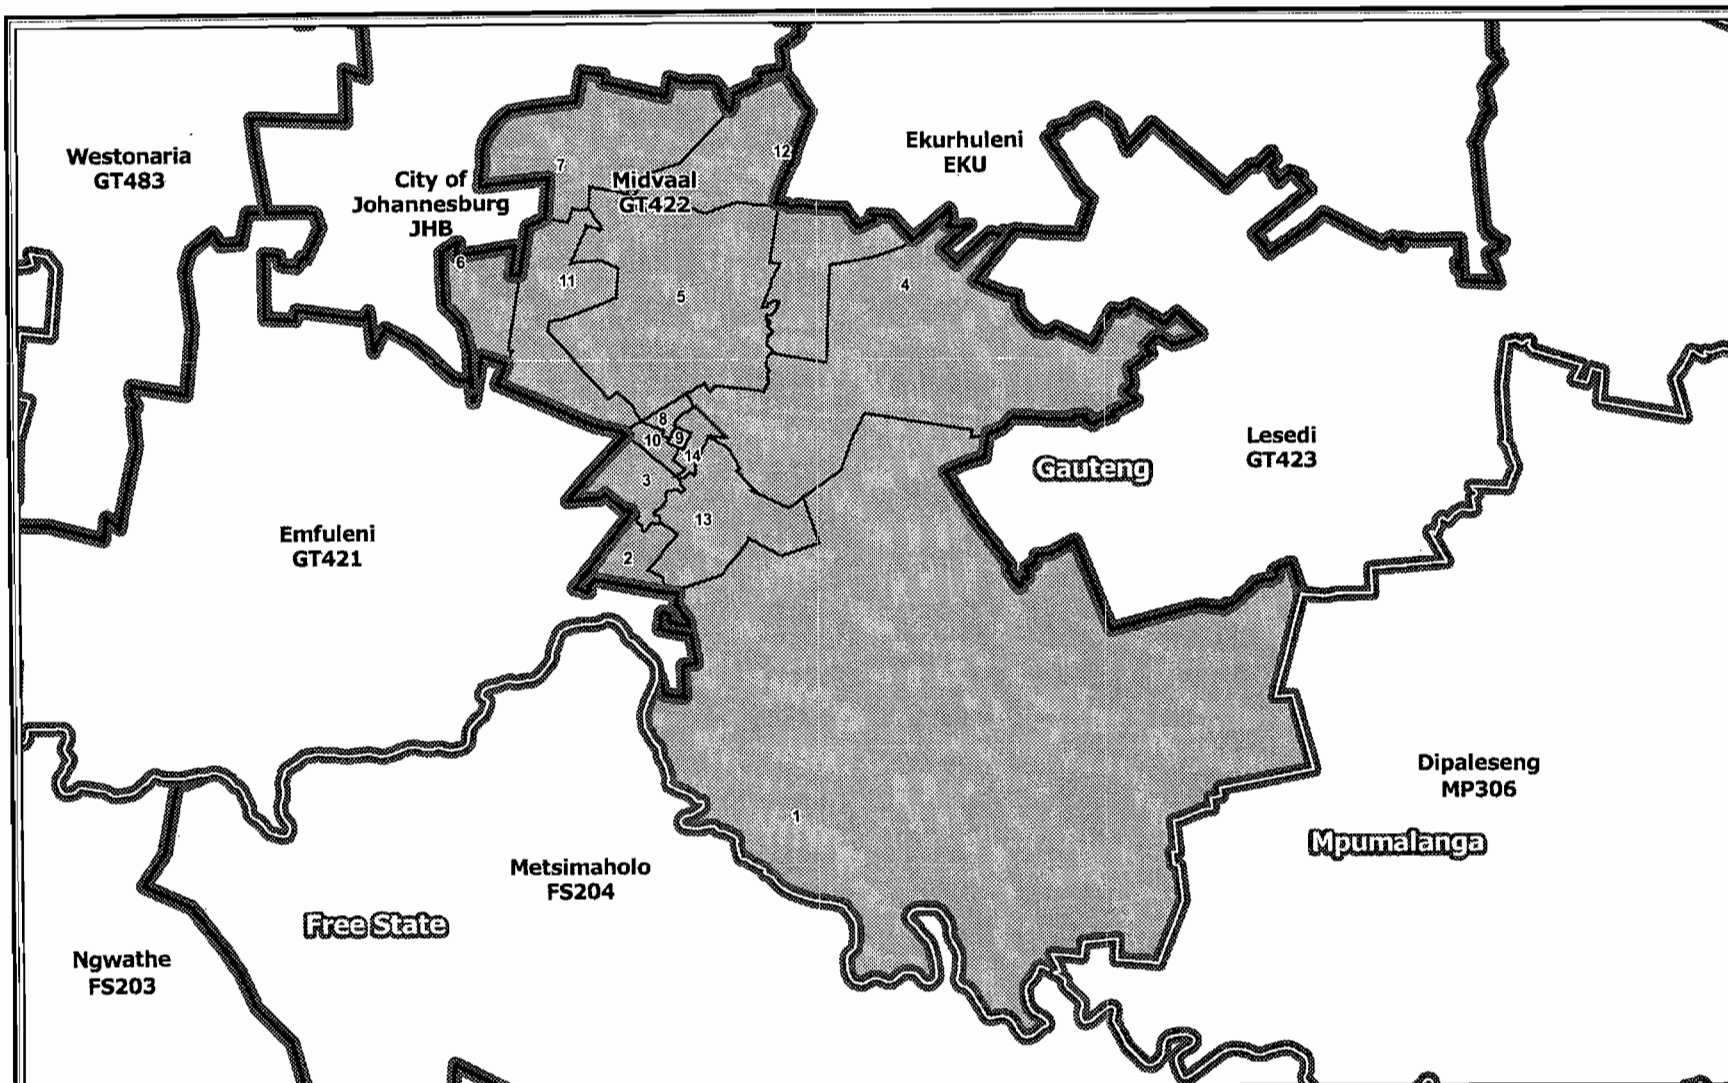 Westonaria
GT483
City of
Johannesburg
JHB
7
Midvaal
GT422
12
Ekurhuleni
EKU
6
11
5
4
8
10
9
14
3
13
2
Emfuleni
GT421
Gauteng
Lesedi
GT423
1
Dipaleseng
MP306
Mpumalanga
Metsimaholo
FS204
Free State
Ngwathe
FS203